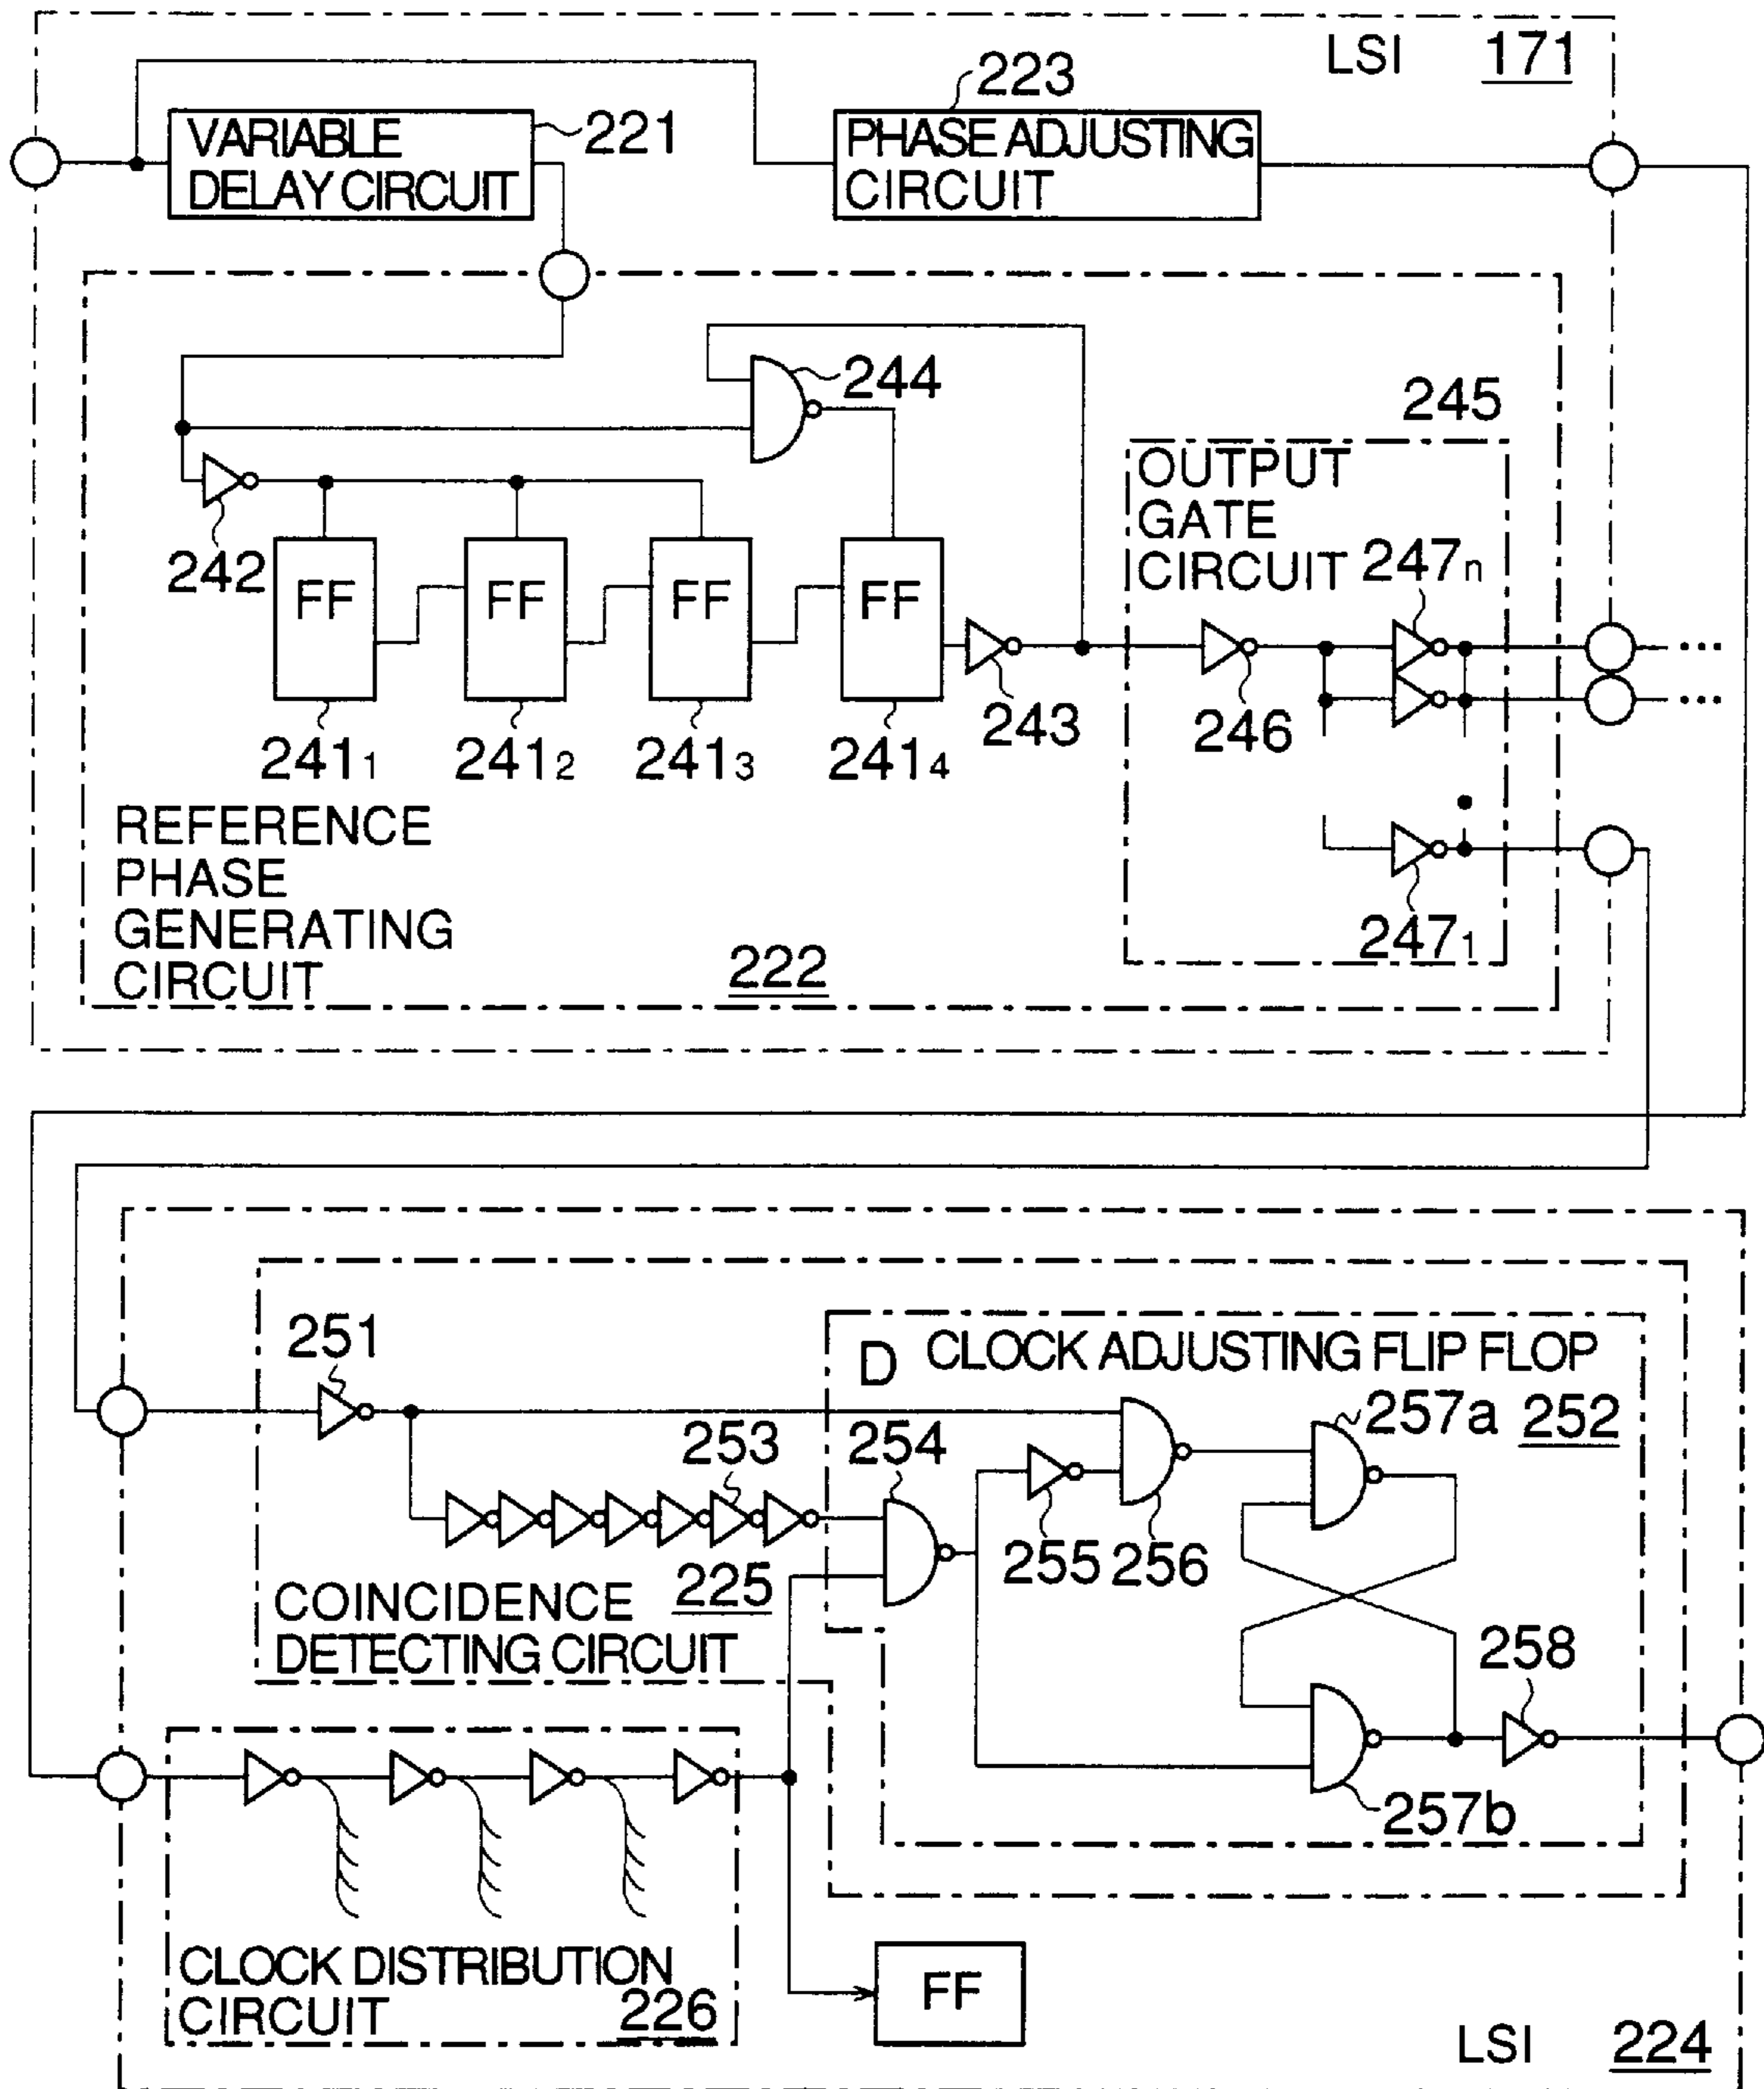 LSI 171
223
VARIABLE
DELAY CIRCUIT
221
PHASE ADJUSTING
CIRCUIT
244
245
OUTPUT
GATE
CIRCUIT
247n
242
FF
FF
FF
FF
243
246
2411
2412
2413
2414
...
...
2471
REFERENCE
PHASE
GENERATING
CIRCUIT
222
251
D CLOCK ADJUSTING FLIP FLOP
257a 252
253
254
255
256
225
COINCIDENCE
DETECTING CIRCUIT
258
257b
CLOCK DISTRIBUTION
CIRCUIT
226
FF
LSI 224